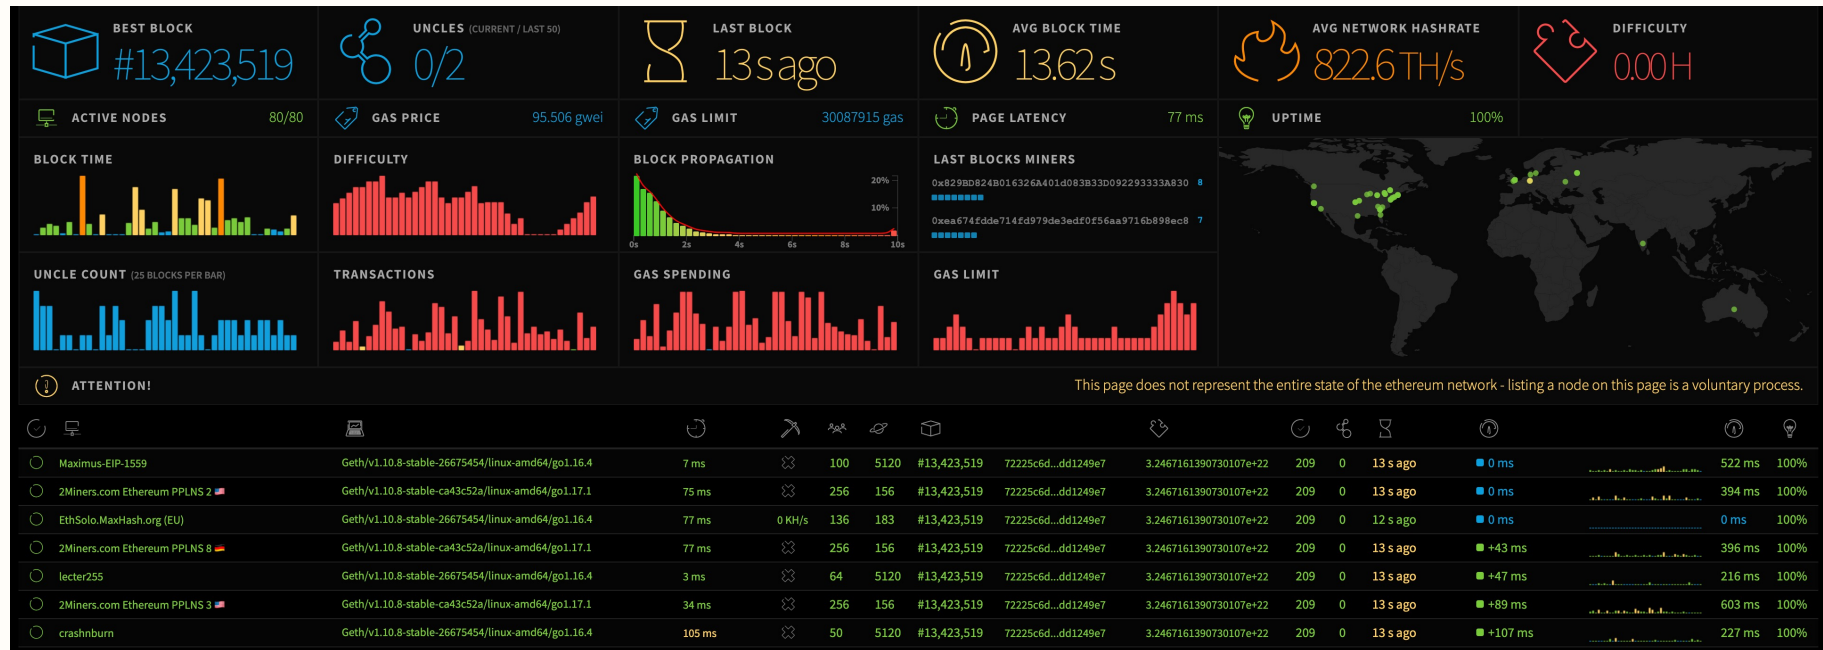 BEST BLOCK
#13,423,519
UNCLES (CURRENT / LAST 50)
0/2
LAST BLOCK
13 s ago
AVG BLOCK TIME
13.62 s
AVG NETWORK HASHRATE
822.6 TH/s
DIFFICULTY
0.00 H
ACTIVE NODES 80/80
GAS PRICE 95.506 gwei
GAS LIMIT 30087915 gas
PAGE LATENCY 77 ms
UPTIME 100%
BLOCK TIME
DIFFICULTY
BLOCK PROPAGATION
20%
10%
0s 2s 4s 6s 8s 10s
LAST BLOCKS MINERS
0x829BD824B016326A401d083B33D092293333A830 8
0xea674fdde714fd979de3edf0f56aa9716b898ec8 7
UNCLE COUNT (25 BLOCKS PER BAR)
TRANSACTIONS
GAS SPENDING
GAS LIMIT
ATTENTION!
This page does not represent the entire state of the ethereum network - listing a node on this page is a voluntary process.
Maximus-EIP-1559 Geth/v1.10.8-stable-26675454/linux-amd64/go1.16.4 7 ms 100 5120 #13,423,519 72225c6d...dd1249e7 3.2467161390730107e+22 209 0 13 s ago 0 ms 522 ms 100%
2Miners.com Ethereum PPLNS 2 Geth/v1.10.8-stable-ca43c52a/linux-amd64/go1.17.1 75 ms 256 156 #13,423,519 72225c6d...dd1249e7 3.2467161390730107e+22 209 0 13 s ago 0 ms 394 ms 100%
EthSolo.MaxHash.org (EU) Geth/v1.10.8-stable-26675454/linux-amd64/go1.16.4 77 ms 0 KH/s 136 183 #13,423,519 72225c6d...dd1249e7 3.2467161390730107e+22 209 0 12 s ago 0 ms 0 ms 100%
2Miners.com Ethereum PPLNS 8 Geth/v1.10.8-stable-ca43c52a/linux-amd64/go1.17.1 77 ms 256 156 #13,423,519 72225c6d...dd1249e7 3.2467161390730107e+22 209 0 13 s ago +43 ms 396 ms 100%
lecter255 Geth/v1.10.8-stable-26675454/linux-amd64/go1.16.4 3 ms 64 5120 #13,423,519 72225c6d...dd1249e7 3.2467161390730107e+22 209 0 13 s ago +47 ms 216 ms 100%
2Miners.com Ethereum PPLNS 3 Geth/v1.10.8-stable-ca43c52a/linux-amd64/go1.17.1 34 ms 256 156 #13,423,519 72225c6d...dd1249e7 3.2467161390730107e+22 209 0 13 s ago +89 ms 603 ms 100%
crashnburn Geth/v1.10.8-stable-26675454/linux-amd64/go1.16.4 105 ms 50 5120 #13,423,519 72225c6d...dd1249e7 3.2467161390730107e+22 209 0 13 s ago +107 ms 227 ms 100%